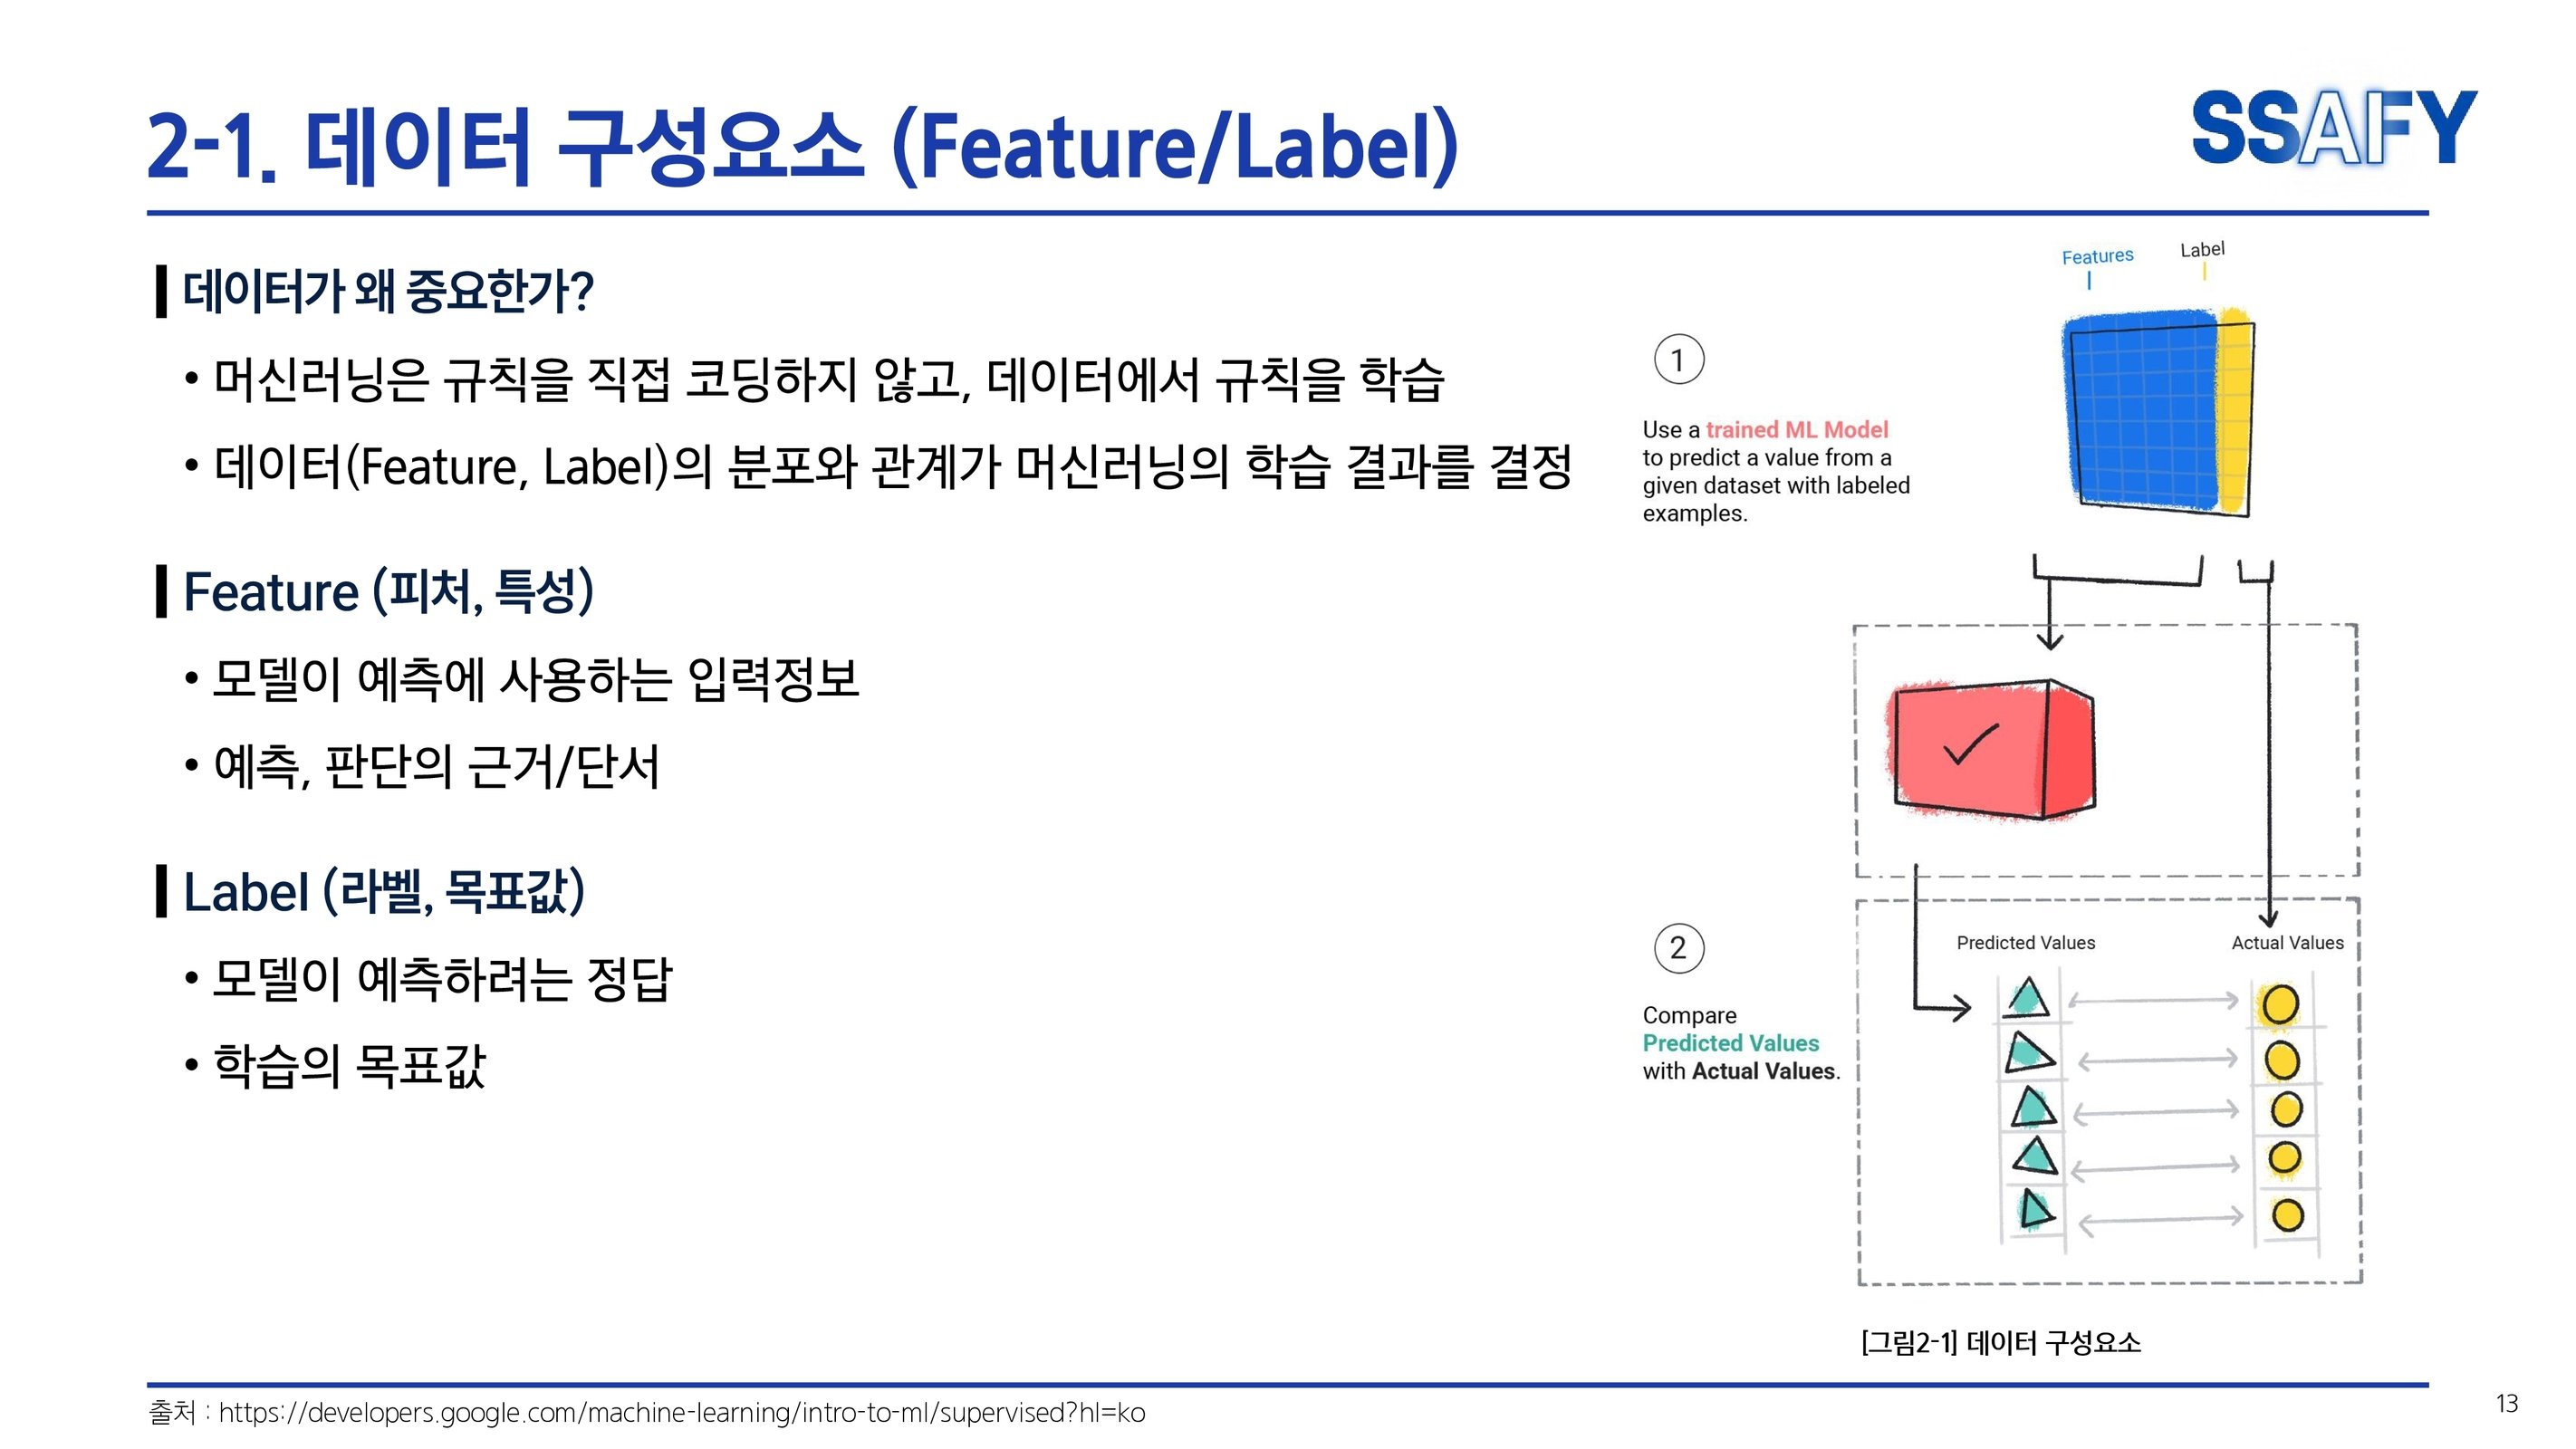 2-1. 데이터 구성요소 (Feature/Label)
SSAFY
데이터가 왜 중요한가?
• 머신러닝은 규칙을 직접 코딩하지 않고, 데이터에서 규칙을 학습
• 데이터(Feature, Label)의 분포와 관계가 머신러닝의 학습 결과를 결정
Feature (피처, 특성)
• 모델이 예측에 사용하는 입력정보
• 예측, 판단의 근거/단서
Label (라벨, 목표값)
• 모델이 예측하려는 정답
• 학습의 목표값
Features
Label
1
Use a trained ML Model
to predict a value from a
given dataset with labeled
examples.
2
Compare
Predicted Values
with Actual Values.
Predicted Values
Actual Values
[그림2-1] 데이터 구성요소
출처 : https://developers.google.com/machine-learning/intro-to-ml/supervised?hl=ko
13